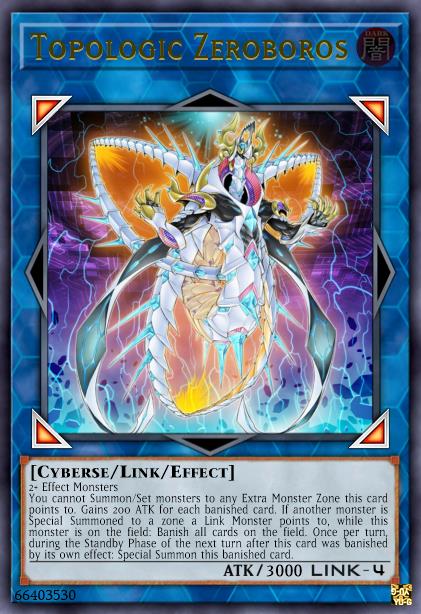 Topologic Zeroboros
DARK
闇
[Cyberse/Link/Effect]
2+ Effect Monsters
You cannot Summon/Set monsters to any Extra Monster Zone this card
points to. Gains 200 ATK for each banished card. If another monster is
Special Summoned to a zone a Link Monster points to, while this
monster is on the field: Banish all cards on the field. Once per turn,
during the Standby Phase of the next turn after this card was banished
by its own effect: Special Summon this banished card.
ATK/3000 LINK-4
66403530